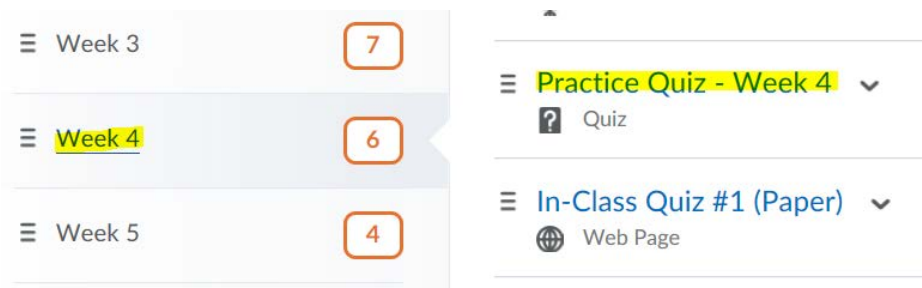 Week 3
7
Week 4
6
Week 5
4
Practice Quiz - Week 4
Quiz
In-Class Quiz #1 (Paper)
Web Page